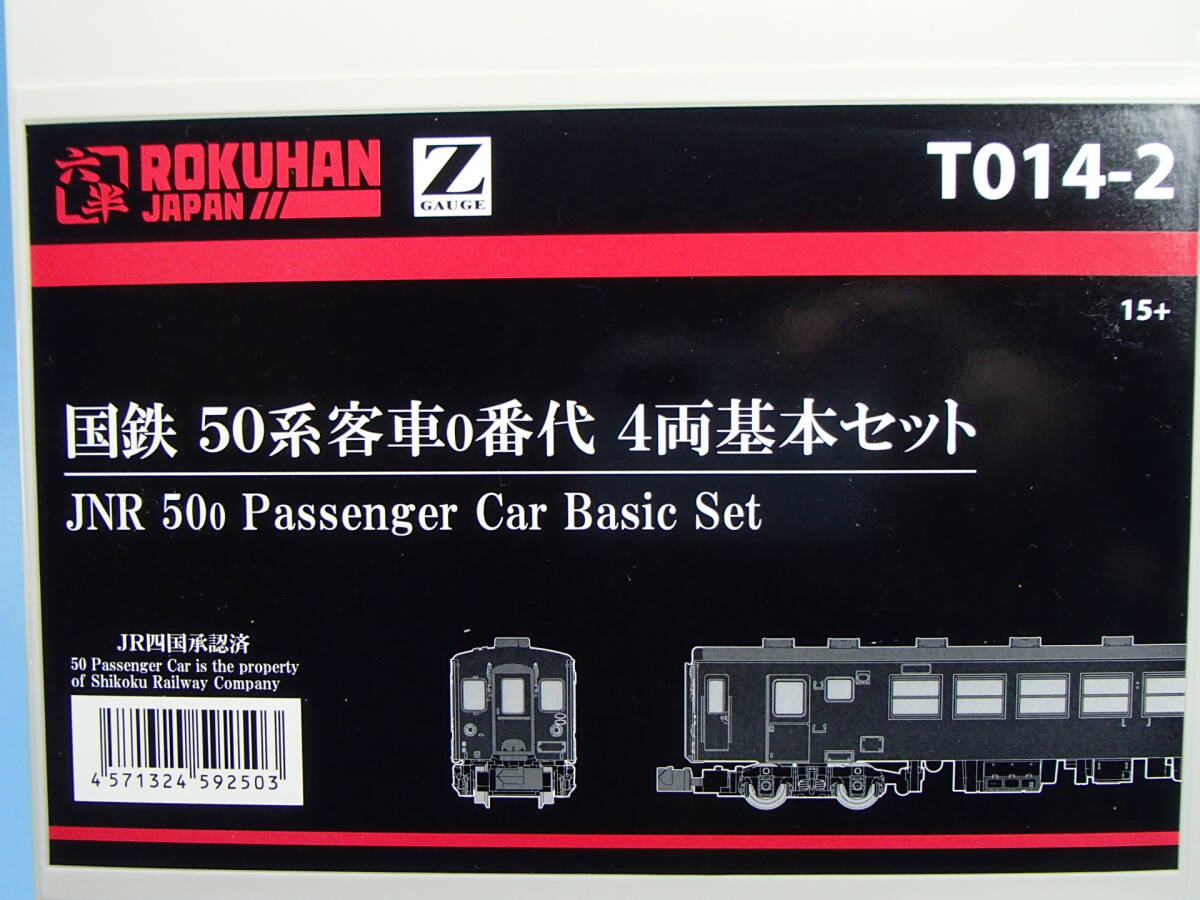 六半
ROKUHAN
JAPAN
Z
GAUGE
T014-2
15+
国鉄 50系客車0番代 4両基本セット
JNR 500 Passenger Car Basic Set
JR四国承認済
50 Passenger Car is the property
of Shikoku Railway Company
4 571324 592503